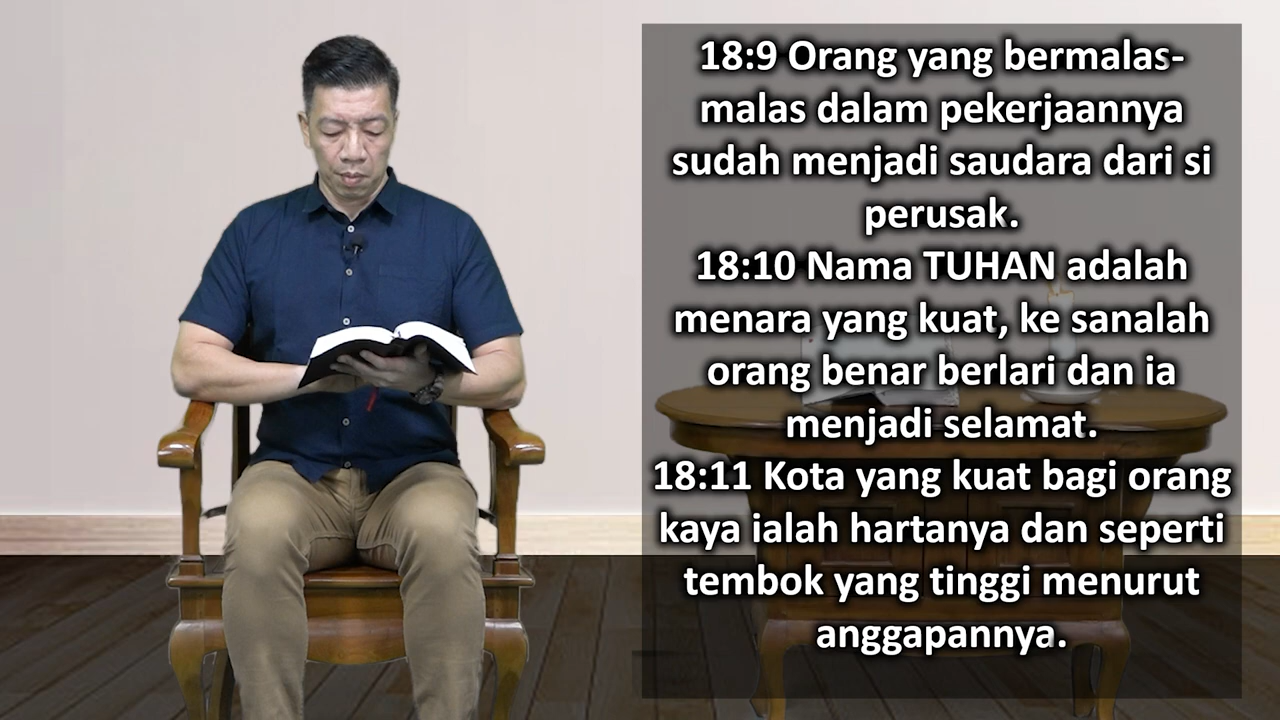 18:9 Orang yang bermalas-
malas dalam pekerjaannya
sudah menjadi saudara dari si
perusak.
18:10 Nama TUHAN adalah
menara yang kuat, ke sanalah
orang benar berlari dan ia
menjadi selamat.
18:11 Kota yang kuat bagi orang
kaya ialah hartanya dan seperti
tembok yang tinggi menurut
anggapannya.